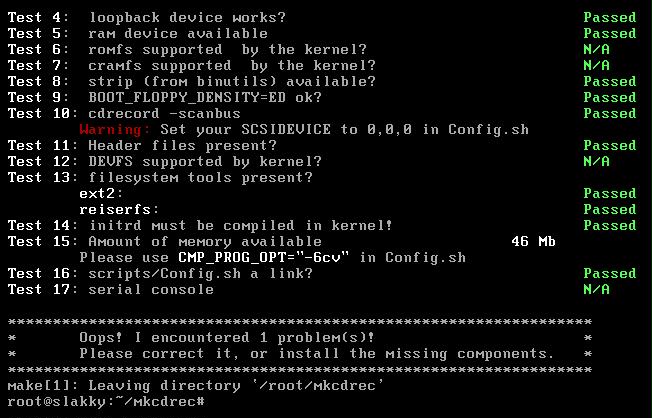 Test 4: loopback device works? Passed
Test 5: ram device available Passed
Test 6: romfs supported by the kernel? N/A
Test 7: cramfs supported by the kernel? N/A
Test 8: strip (from binutils) available? Passed
Test 9: BOOT_FLOPPY_DENSITY=ED ok? Passed
Test 10: cdrecord -scanbus Passed
Warning: Set your SCSIDEVICE to 0,0,0 in Config.sh
Test 11: Header files present? Passed
Test 12: DEVFS supported by kernel? N/A
Test 13: filesystem tools present?
ext2: Passed
reiserfs: Passed
Test 14: initrd must be compiled in kernel! Passed
Test 15: Amount of memory available 46 Mb
Please use CMP_PROG_OPT="-6cv" in Config.sh
Test 16: scripts/Config.sh a link? Passed
Test 17: serial console N/A
******************************************************************
* Oops! I encountered 1 problem(s)! *
* Please correct it, or install the missing components. *
******************************************************************
make[1]: Leaving directory `/root/mkcdrec'
root@slakky:~/mkcdrec#